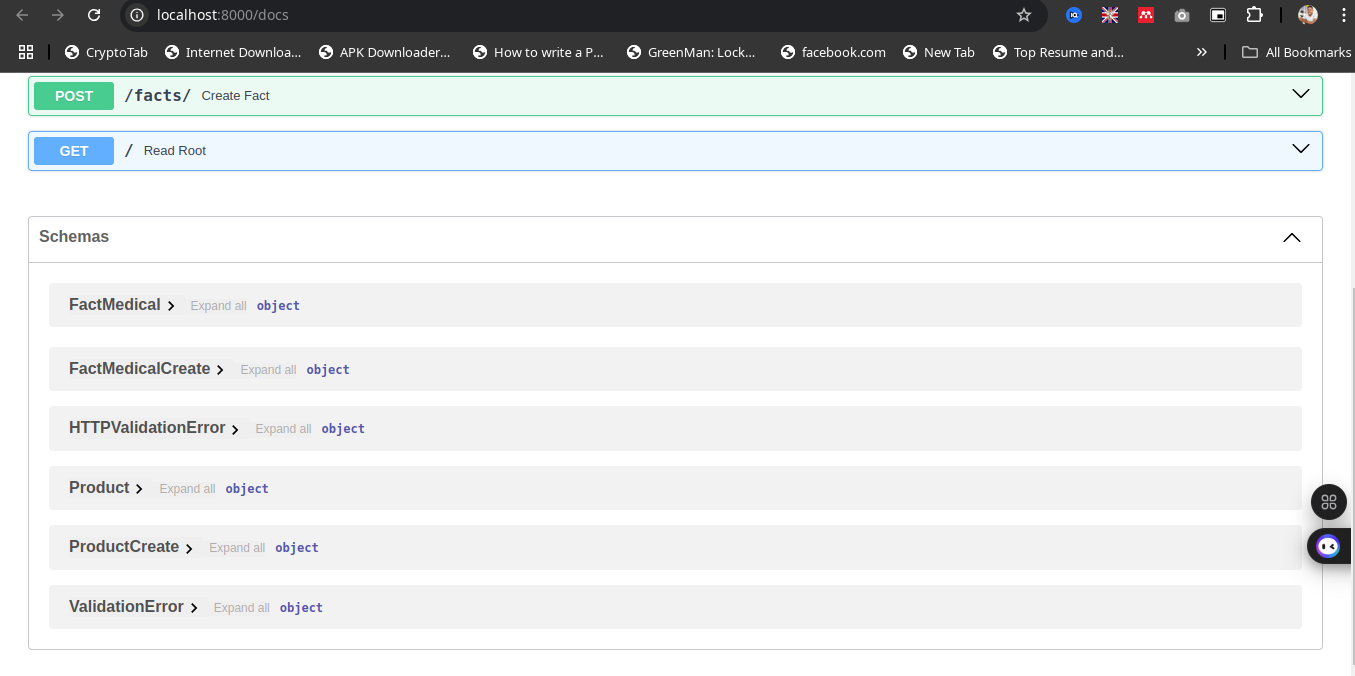 localhost:8000/docs
CryptoTab Internet Downloa... APK Downloader... How to write a P... GreenMan: Lock... facebook.com New Tab Top Resume and... » All Bookmarks
POST /facts/ Create Fact
GET / Read Root
Schemas
FactMedical Expand all object
FactMedicalCreate Expand all object
HTTPValidationError Expand all object
Product Expand all object
ProductCreate Expand all object
ValidationError Expand all object